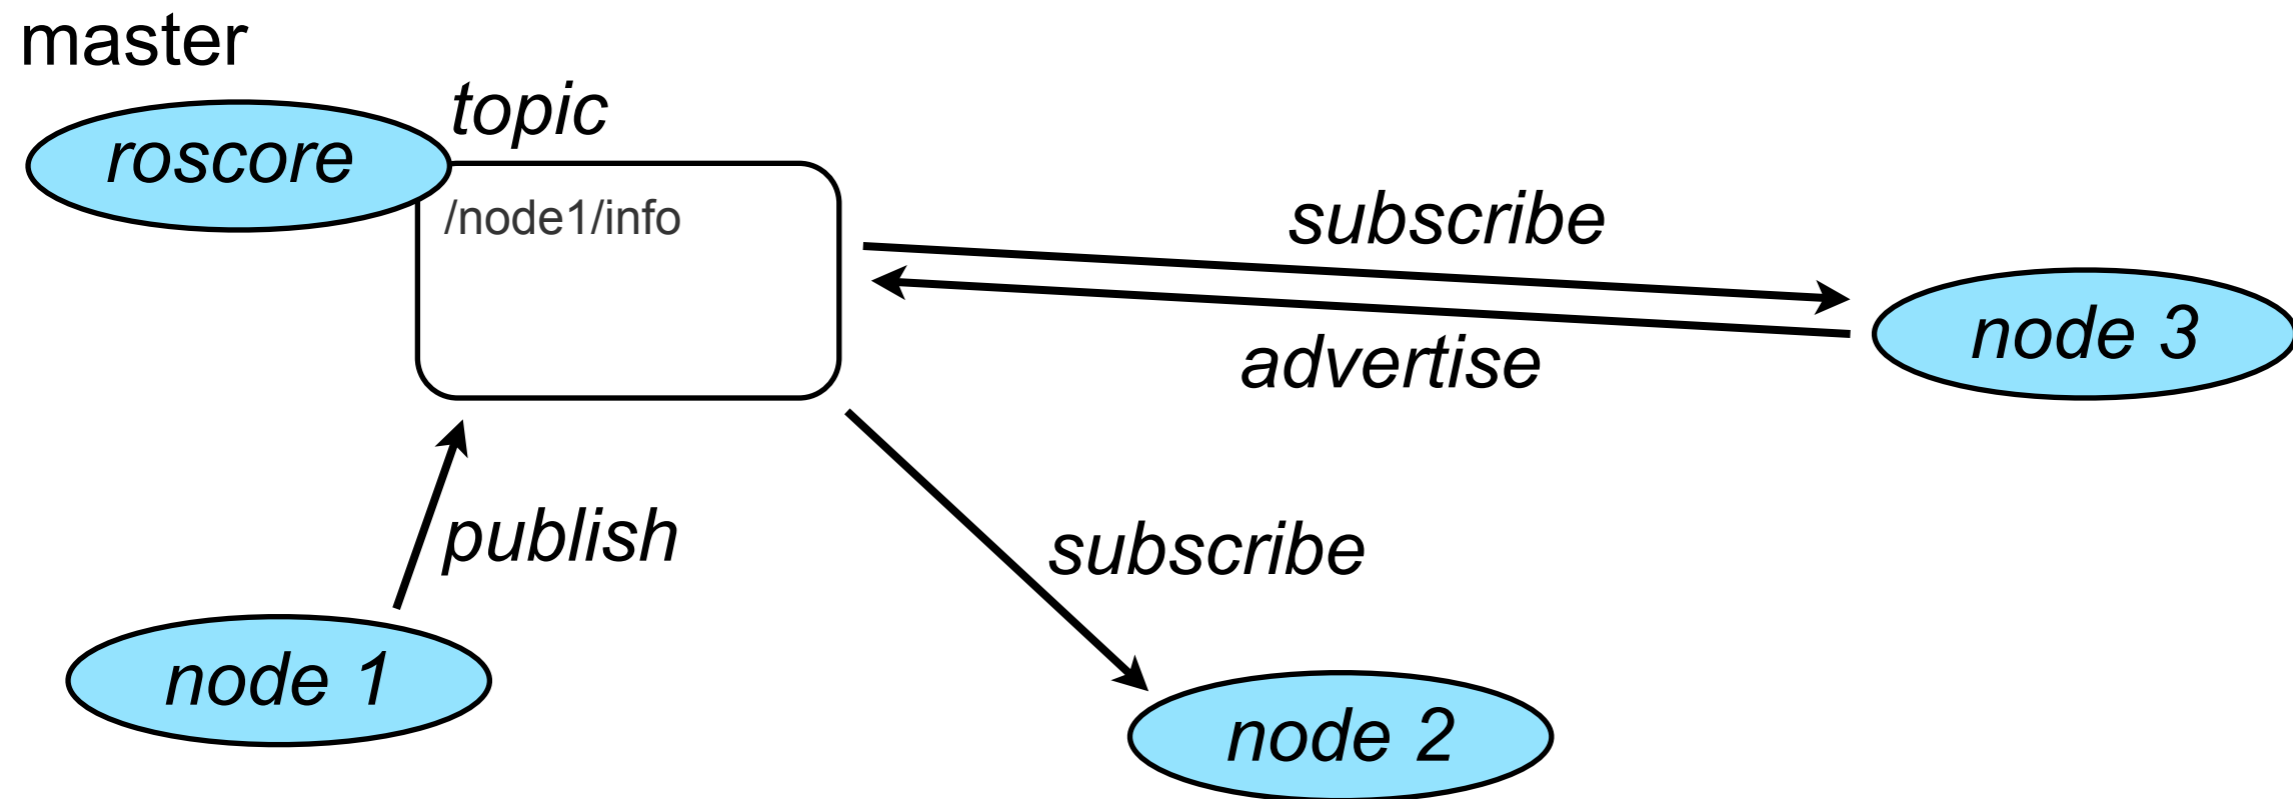 master
topic
roscore
/node1/info
subscribe
node 3
advertise
publish
subscribe
node 1
node 2